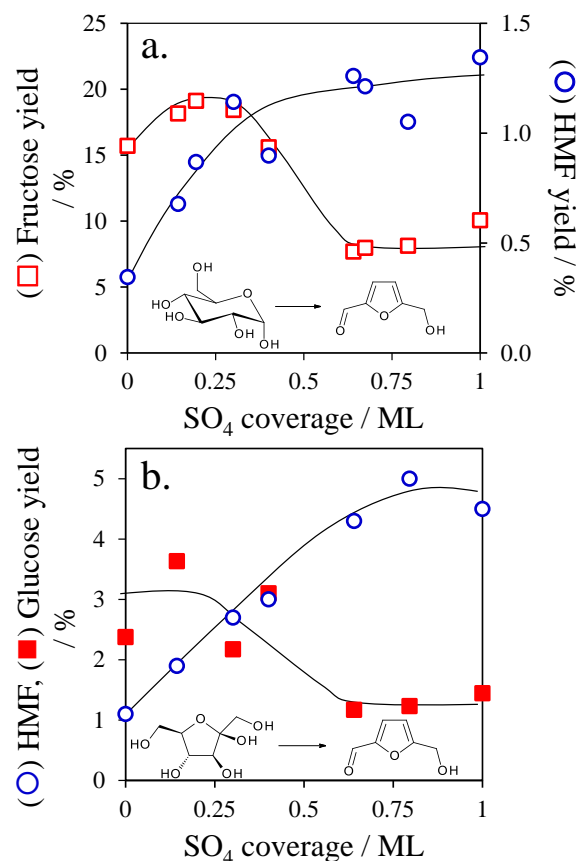 a.
(□) Fructose yield
/ %
25
20
15
10
5
0
1.5
1.0
0.5
0.0
(○) HMF
yield / %
OH
HO
HO
O
OH
OH
O
O
OH
0
0.25
0.5
0.75
1
SO₄ coverage / ML
b.
(○) HMF, (■) Glucose yield
/ %
5
4
3
2
1
0
HO
O
OH
OH
OH
OH
O
O
OH
0
0.25
0.5
0.75
1
SO₄ coverage / ML